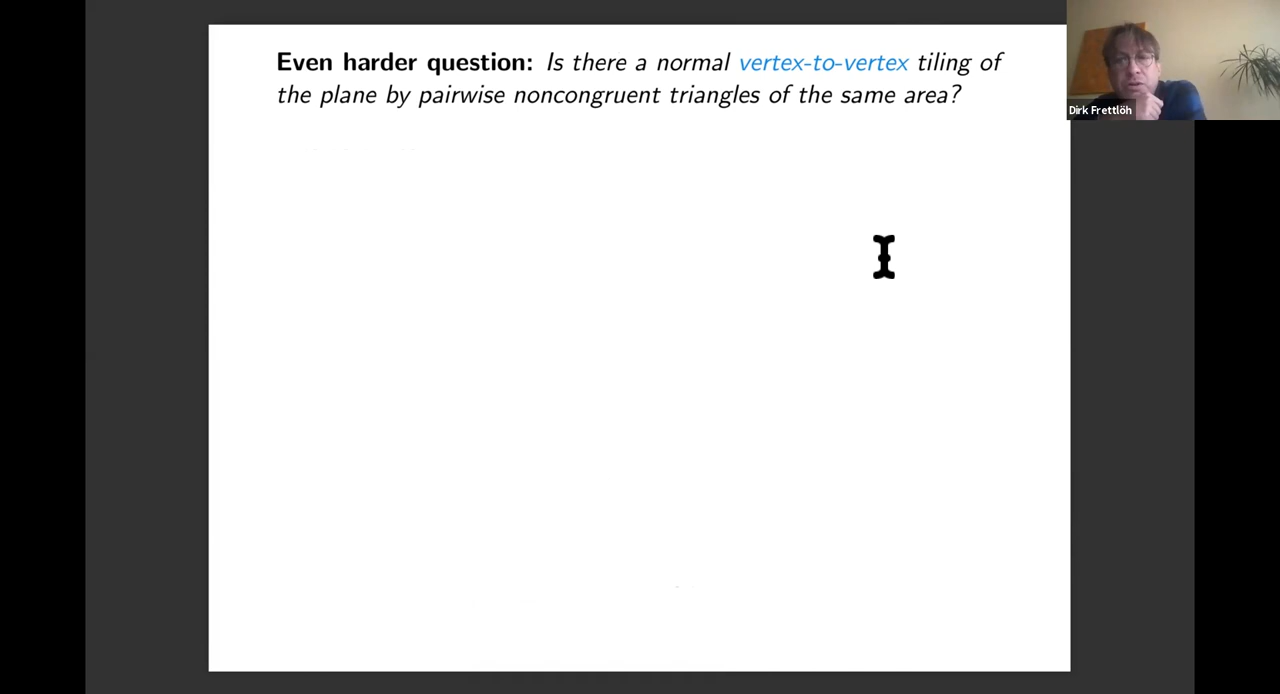 Even harder question: Is there a normal vertex-to-vertex tiling of
the plane by pairwise noncongruent triangles of the same area?
Dirk Frettlöh